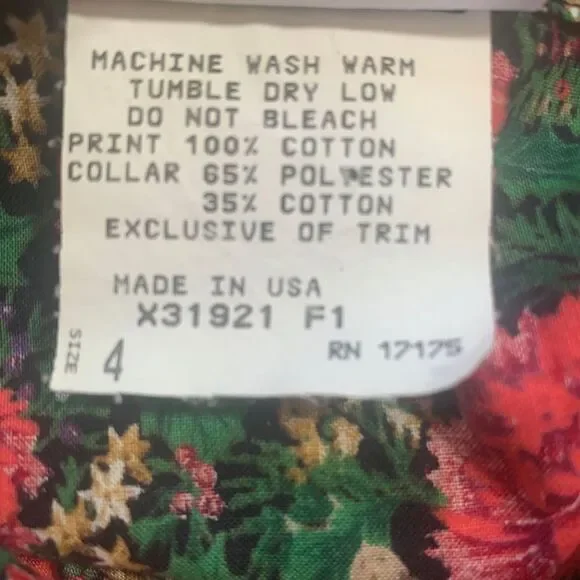 MACHINE WASH WARM
TUMBLE DRY LOW
DO NOT BLEACH
PRINT 100% COTTON
COLLAR 65% POLYESTER
35% COTTON
EXCLUSIVE OF TRIM
MADE IN USA
X31921 F1
SIZE 4
RN 17175